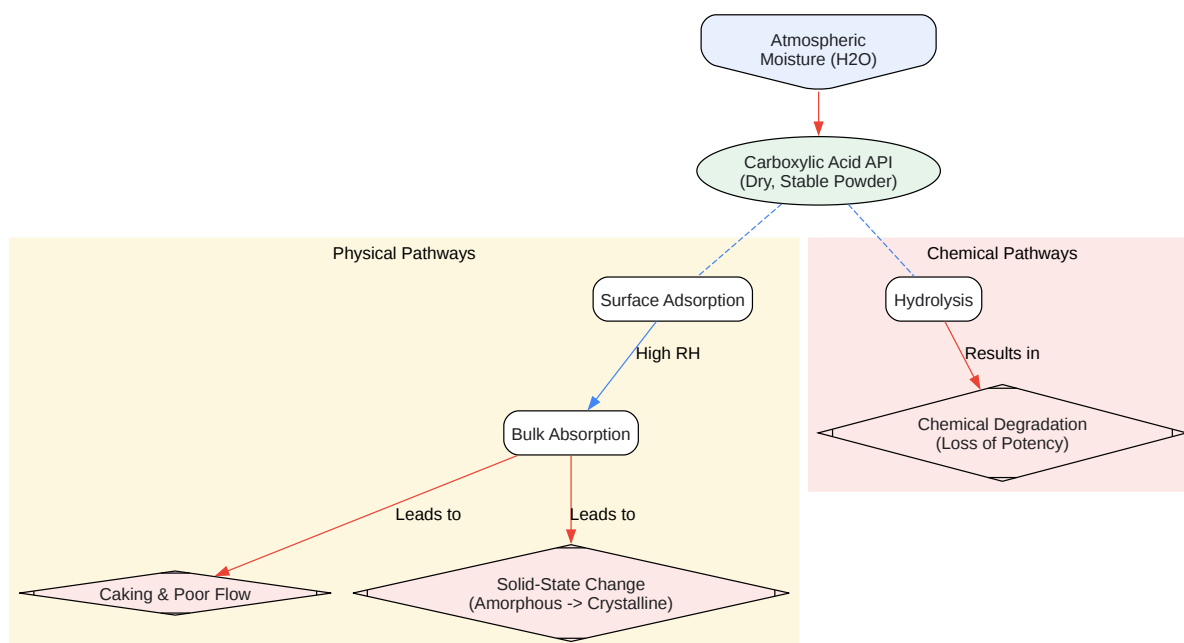 Atmospheric
Moisture (H2O)
Carboxylic Acid API
(Dry, Stable Powder)
Physical Pathways
Chemical Pathways
Surface Adsorption
Hydrolysis
High RH
Results in
Bulk Absorption
Chemical Degradation
(Loss of Potency)
Leads to
Leads to
Caking & Poor Flow
Solid-State Change
(Amorphous -> Crystalline)